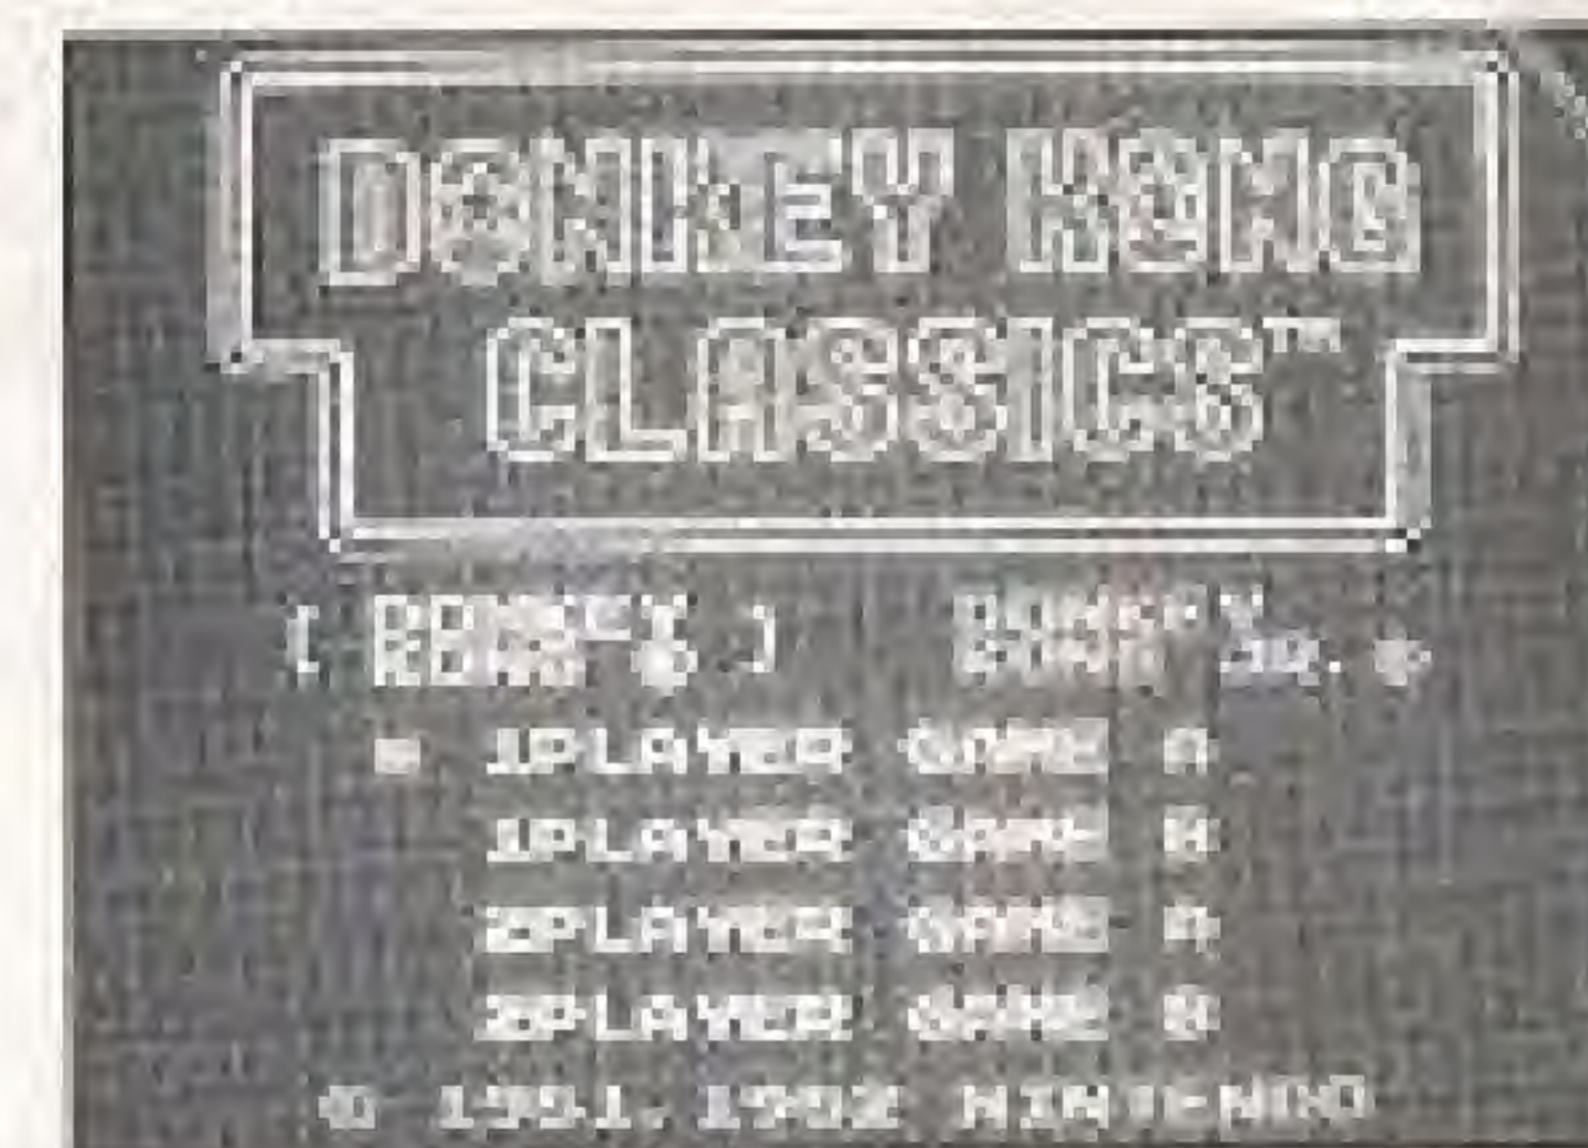 DONKEY KONG
CLASSICS™
[ DONKEY ] DONKEY
KONG KONG JR.
1PLAYER GAME A
1PLAYER GAME B
2PLAYER GAME A
2PLAYER GAME B
© 1981, 1982 NINTENDO